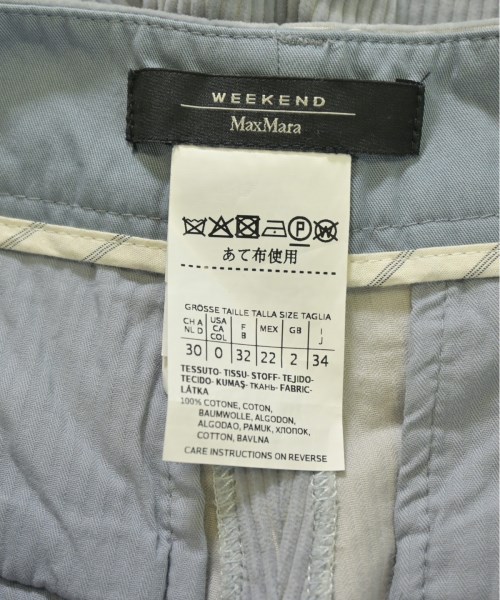 WEEKEND
MaxMara
P W
あて布使用
GRÖSSE TAILLE TALLA SIZE TAGLIA
CH A NL D USA CA COL F B MEX GB I J
30 0 32 22 2 34
TESSUTO- TISSU- STOFF- TEJIDO-
TECIDO- KUMAŞ- ТКАНЬ- FABRIC-
LÁTKA
100% COTONE, COTON,
BAUMWOLLE, ALGODON,
ALGODAO, PAMUK, ХЛОПОК,
COTTON, BAVLNA
CARE INSTRUCTIONS ON REVERSE